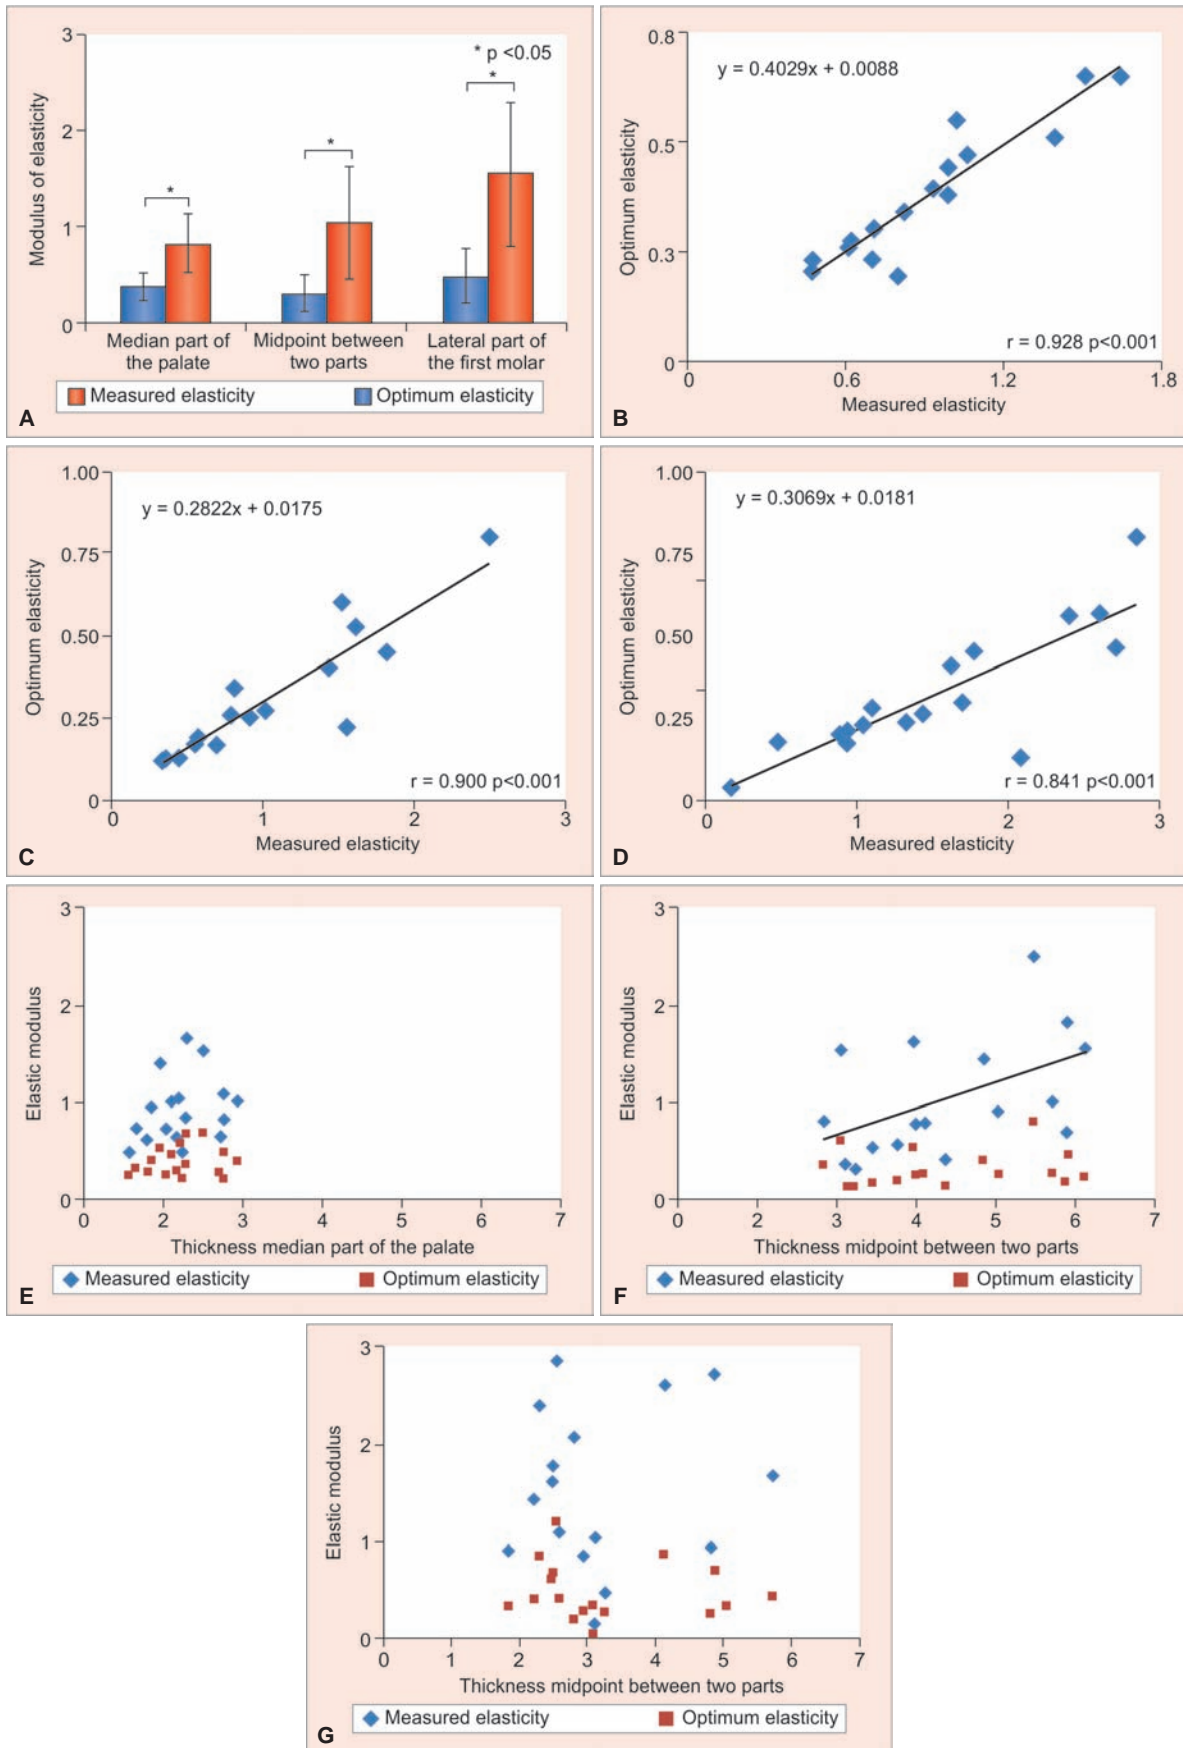 3
2
1
0
Modulus of elasticity
* p <0.05
*
*
*
Median part of
the palate
Midpoint between
two parts
Lateral part of
the first molar
Measured elasticity
Optimum elasticity
A
0.8
0.5
0.3
0
Optimum elasticity
y = 0.4029x + 0.0088
r = 0.928 p<0.001
0
0.6
1.2
1.8
Measured elasticity
B
1.00
0.75
0.50
0.25
0
Optimum elasticity
y = 0.2822x + 0.0175
r = 0.900 p<0.001
0
1
2
3
Measured elasticity
C
1.00
0.75
0.50
0.25
0
Optimum elasticity
y = 0.3069x + 0.0181
r = 0.841 p<0.001
0
1
2
3
Measured elasticity
D
3
2
1
0
Elastic modulus
0
1
2
3
4
5
6
7
Thickness median part of the palate
Measured elasticity
Optimum elasticity
E
3
2
1
0
Elastic modulus
0
2
3
4
5
6
7
Thickness midpoint between two parts
Measured elasticity
Optimum elasticity
F
3
2
1
0
Elastic modulus
0
1
2
3
4
5
6
7
Thickness midpoint between two parts
Measured elasticity
Optimum elasticity
G